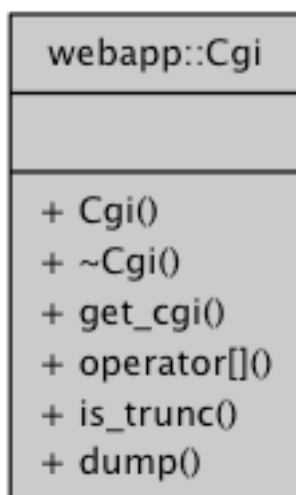 webapp::Cgi
+ Cgi()
+ ~Cgi()
+ get_cgi()
+ operator[]()
+ is_trunc()
+ dump()